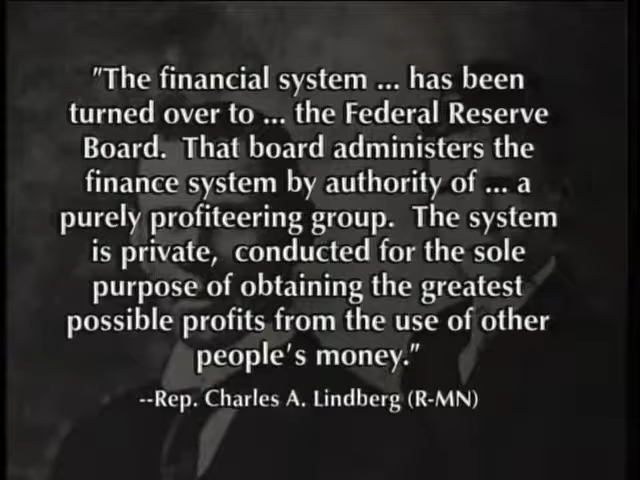 "The financial system ... has been
turned over to ... the Federal Reserve
Board. That board administers the
finance system by authority of ... a
purely profiteering group. The system
is private, conducted for the sole
purpose of obtaining the greatest
possible profits from the use of other
people's money."
--Rep. Charles A. Lindberg (R-MN)